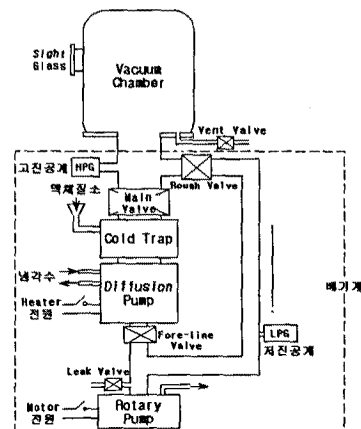 Sight
Glass
Vacuum
Chamber
Vent Valve
고진공계
HPG
Rough Valve
액체질소
Main
Valve
Cold Trap
냉각수
Diffusion
Pump
Heater
전원
배기계
Fore-line
Valve
LPG
저진공계
Leak Valve
Motor
전원
Rotary
Pump